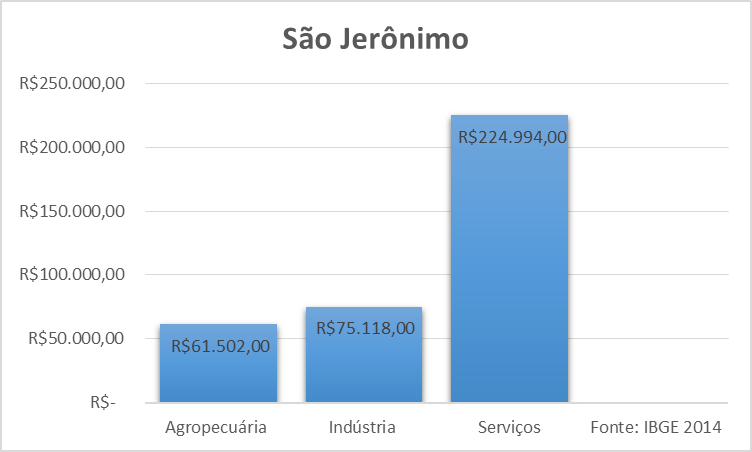 São Jerônimo
R$250.000,00
R$200.000,00
R$150.000,00
R$100.000,00
R$50.000,00
R$-
R$61.502,00
R$75.118,00
R$224.994,00
Agropecuária
Indústria
Serviços
Fonte: IBGE 2014